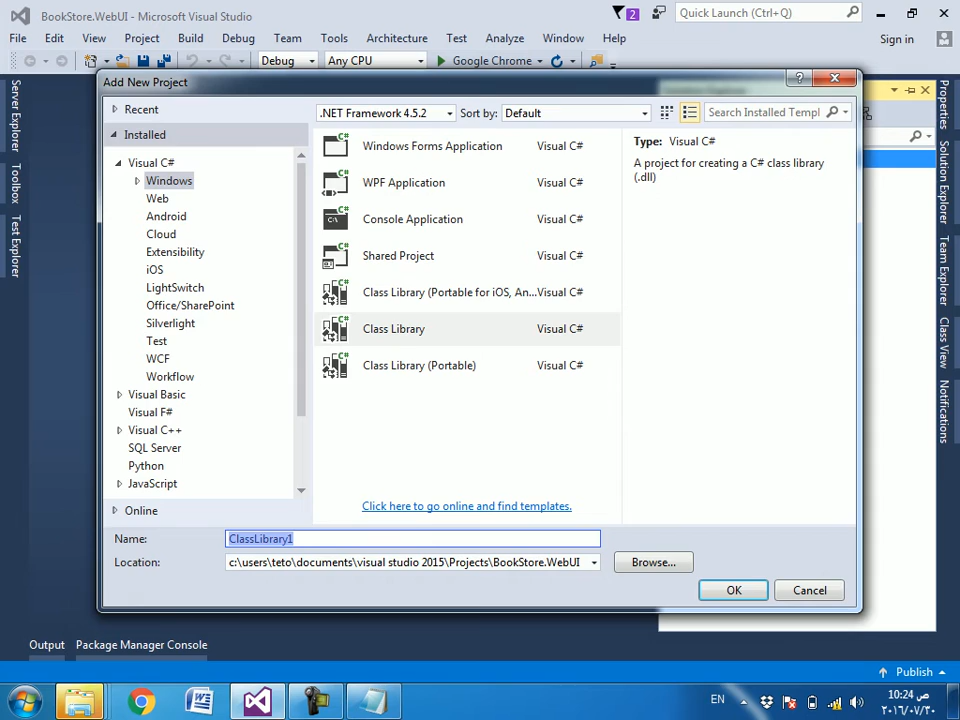 BookStore.WebUI - Microsoft Visual Studio
2
Quick Launch (Ctrl+Q)
File Edit View Project Build Debug Team Tools Architecture Test Analyze Window Help
Sign in
Debug Any CPU Google Chrome
Add New Project
Recent
.NET Framework 4.5.2 Sort by: Default Search Installed Templ
Installed
Visual C#
Windows
Web
Android
Cloud
Extensibility
iOS
LightSwitch
Office/SharePoint
Silverlight
Test
WCF
Workflow
Visual Basic
Visual F#
Visual C++
SQL Server
Python
JavaScript
Online
Windows Forms Application Visual C#
WPF Application Visual C#
Console Application Visual C#
Shared Project Visual C#
Class Library (Portable for iOS, An... Visual C#
Class Library Visual C#
Class Library (Portable) Visual C#
Click here to go online and find templates.
Type: Visual C#
A project for creating a C# class library
(.dll)
Name: ClassLibrary1
Location: c:\users\teto\documents\visual studio 2015\Projects\BookStore.WebUI Browse...
OK Cancel
Server Explorer
Toolbox
Test Explorer
Properties
Solution Explorer
Team Explorer
Class View
Notifications
Output Package Manager Console
Publish
EN
10:24 ص
٢٠١٦/٠٧/٣٠